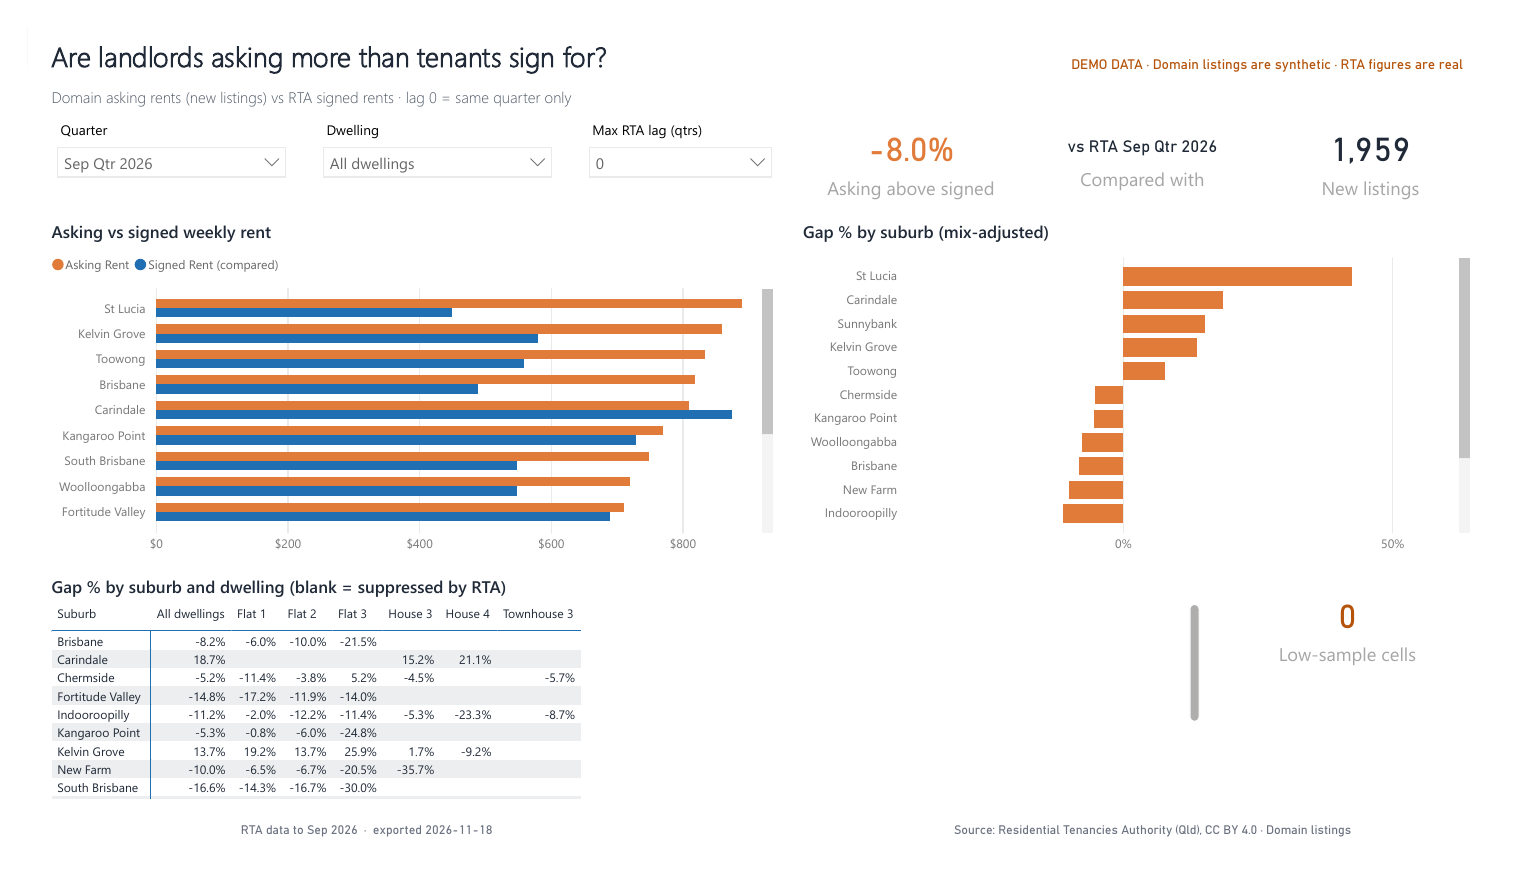 Are landlords asking more than tenants sign for?
DEMO DATA · Domain listings are synthetic · RTA figures are real
Domain asking rents (new listings) vs RTA signed rents · lag 0 = same quarter only
Quarter Dwelling Max RTA lag (qtrs)
Sep Qtr 2026 All dwellings 0
-8.0% vs RTA Sep Qtr 2026 1,959
Asking above signed Compared with New listings
Asking vs signed weekly rent
Asking Rent Signed Rent (compared)
St Lucia
Kelvin Grove
Toowong
Brisbane
Carindale
Kangaroo Point
South Brisbane
Woolloongabba
Fortitude Valley
$0 $200 $400 $600 $800
Gap % by suburb (mix-adjusted)
St Lucia
Carindale
Sunnybank
Kelvin Grove
Toowong
Chermside
Kangaroo Point
Woolloongabba
Brisbane
New Farm
Indooroopilly
0% 50%
Gap % by suburb and dwelling (blank = suppressed by RTA)
Suburb All dwellings Flat 1 Flat 2 Flat 3 House 3 House 4 Townhouse 3
Brisbane -8.2% -6.0% -10.0% -21.5%
Carindale 18.7% 15.2% 21.1%
Chermside -5.2% -11.4% -3.8% 5.2% -4.5% -5.7%
Fortitude Valley -14.8% -17.2% -11.9% -14.0%
Indooroopilly -11.2% -2.0% -12.2% -11.4% -5.3% -23.3% -8.7%
Kangaroo Point -5.3% -0.8% -6.0% -24.8%
Kelvin Grove 13.7% 19.2% 13.7% 25.9% 1.7% -9.2%
New Farm -10.0% -6.5% -6.7% -20.5% -35.7%
South Brisbane -16.6% -14.3% -16.7% -30.0%
0
Low-sample cells
RTA data to Sep 2026 · exported 2026-11-18
Source: Residential Tenancies Authority (Qld), CC BY 4.0 · Domain listings